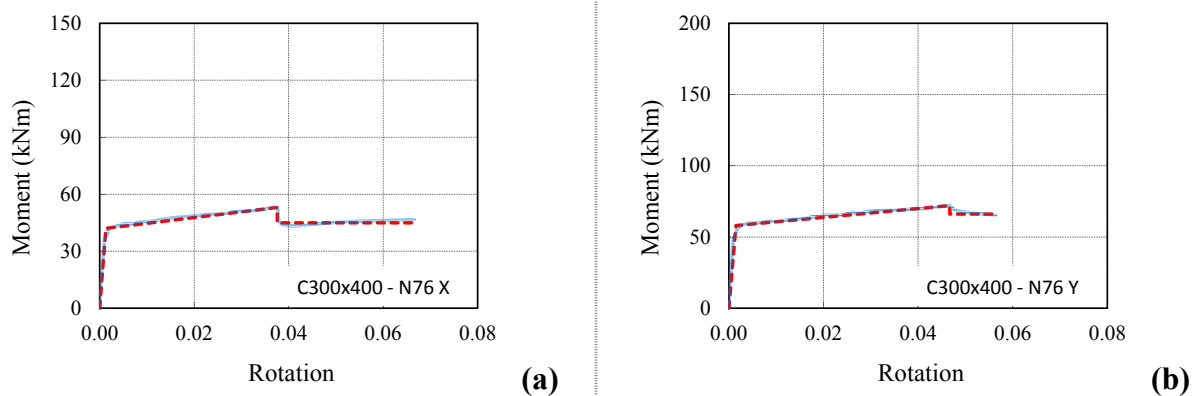 150
120
90
60
30
0
Moment (kNm)
C300x400 - N76 X
0.00 0.02 0.04 0.06 0.08
Rotation
(a)
200
150
100
50
0
Moment (kNm)
C300x400 - N76 Y
0.00 0.02 0.04 0.06 0.08
Rotation
(b)